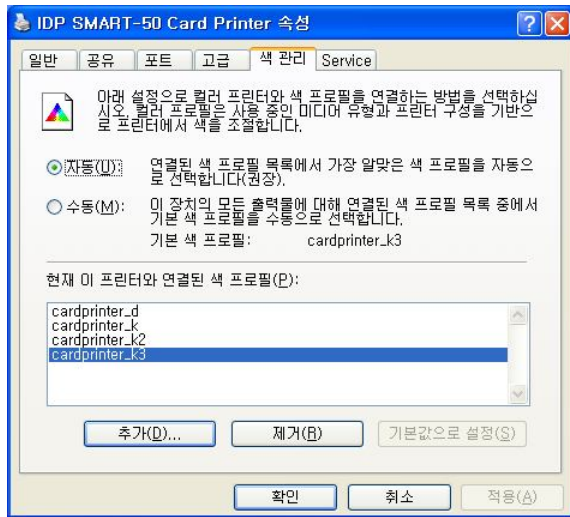 IDP SMART-50 Card Printer 속성
일반 공유 포트 고급 색 관리 Service
아래 설정으로 컬러 프린터와 색 프로필을 연결하는 방법을 선택하십
시오. 컬러 프로필은 사용 중인 미디어 유형과 프린터 구성을 기반으
로 프린터에서 색을 조절합니다.
자동(U): 연결된 색 프로필 목록에서 가장 알맞은 색 프로필을 자동으
로 선택합니다(권장).
수동(M): 이 장치의 모든 출력물에 대해 연결된 색 프로필 목록 중에서
기본 색 프로필을 수동으로 선택합니다.
기본 색 프로필: cardprinter_k3
현재 이 프린터와 연결된 색 프로필(P):
cardprinter_d
cardprinter_k
cardprinter_k2
cardprinter_k3
추가(D)... 제거(R) 기본값으로 설정(S)
확인 취소 적용(A)